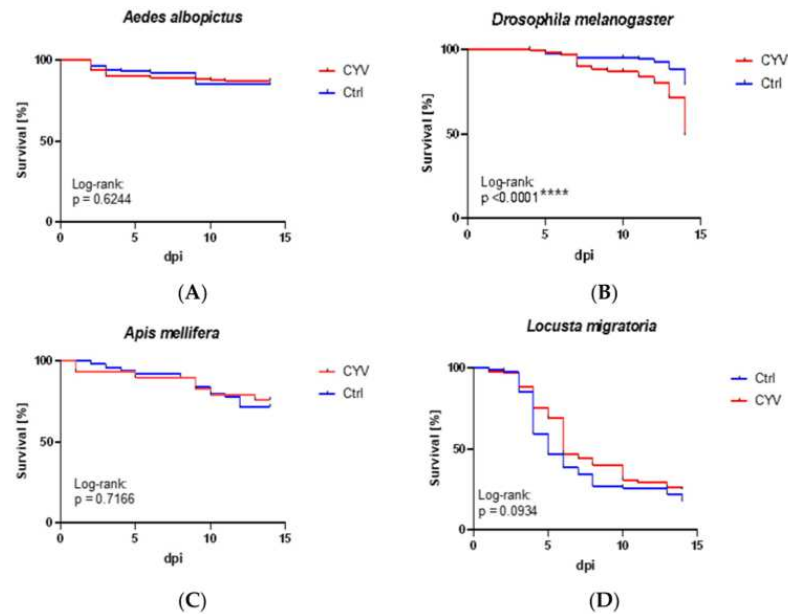 Aedes albopictus
100
50
0
0 5 10 15
Survival [%]
dpi
CYV
Ctrl
Log-rank:
p = 0.6244
(A)
Drosophila melanogaster
100
50
0
0 5 10 15
Survival [%]
dpi
CYV
Ctrl
Log-rank:
p <0.0001****
(B)
Apis mellifera
100
50
0
0 5 10 15
Survival [%]
dpi
CYV
Ctrl
Log-rank:
p = 0.7166
(C)
Locusta migratoria
100
50
0
0 5 10 15
Survival [%]
dpi
Ctrl
CYV
Log-rank:
p = 0.0934
(D)